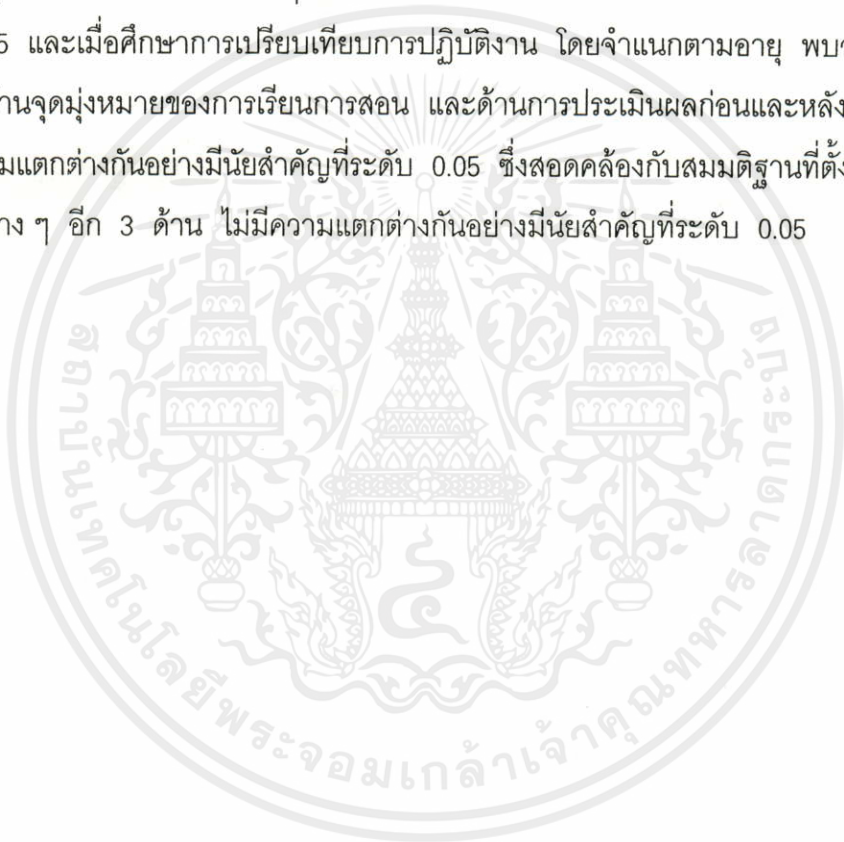 5 และเมื่อศึกษาการเปรียบเทียบการปฏิบัติงาน โดยจำแนกตามอายุ
านจุดมุ่งหมายของการเรียนการสอน และด้านการประเมินผลก่อนและหลัง
มแตกต่างกันอย่างมีนัยสำคัญที่ระดับ 0.05 ซึ่งสอดคล้องกับสมมติฐานที่ตั้ง
าง ๆ อีก 3 ด้าน ไม่มีความแตกต่างกันอย่างมีนัยสำคัญที่ระดับ 0.05
สถาบันเทคโนโลยีพระจอมเกล้าเจ้าคุณทหารลาดกระบัง